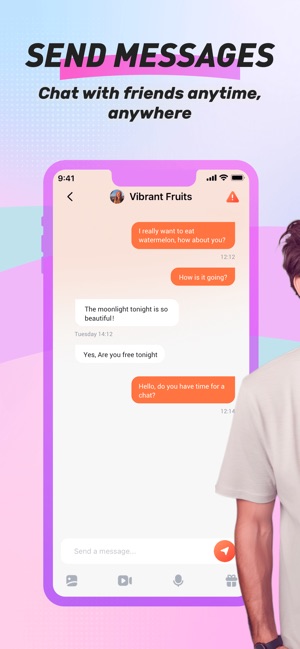 SEND MESSAGES
Chat with friends anytime,
anywhere
9:41
Vibrant Fruits
I really want to eat
watermelon, how about you?
12:12
How is it going?
The moonlight tonight is so
beautiful!
Tuesday 14:12
Yes, Are you free tonight
Hello, do you have time for a
chat?
12:14
Send a message...